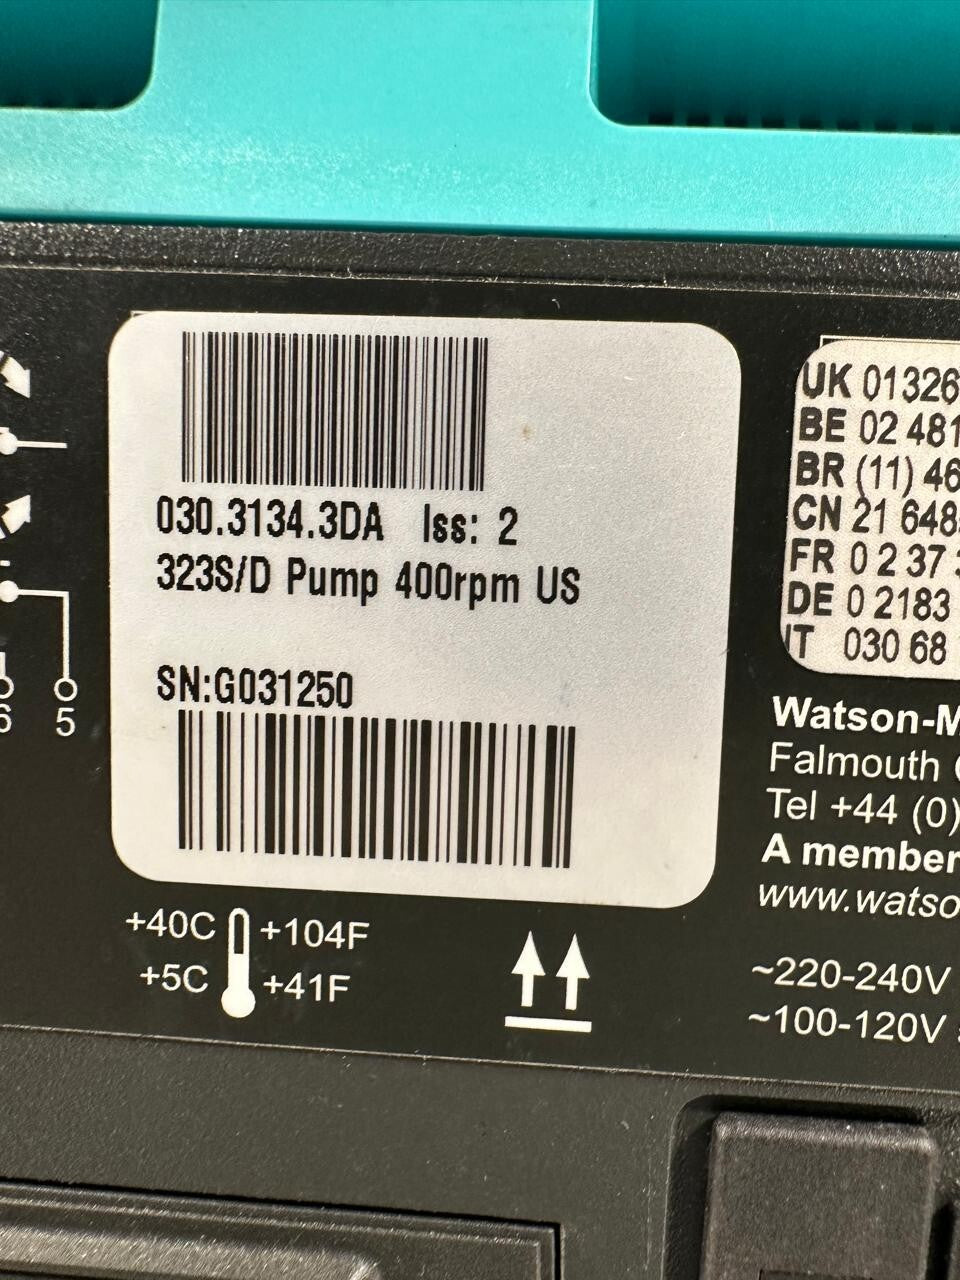 030.3134.3DA Iss: 2
323S/D Pump 400rpm US
SN:G031250
+40C +104F
+5C +41F
6 5
UK 01326
BE 02 481
BR (11) 46
CN 21 648
FR 0 2 37
DE 0 2183
IT 030 68
Watson-M
Falmouth
Tel +44 (0)
A member
www.watso
~220-240V
~100-120V